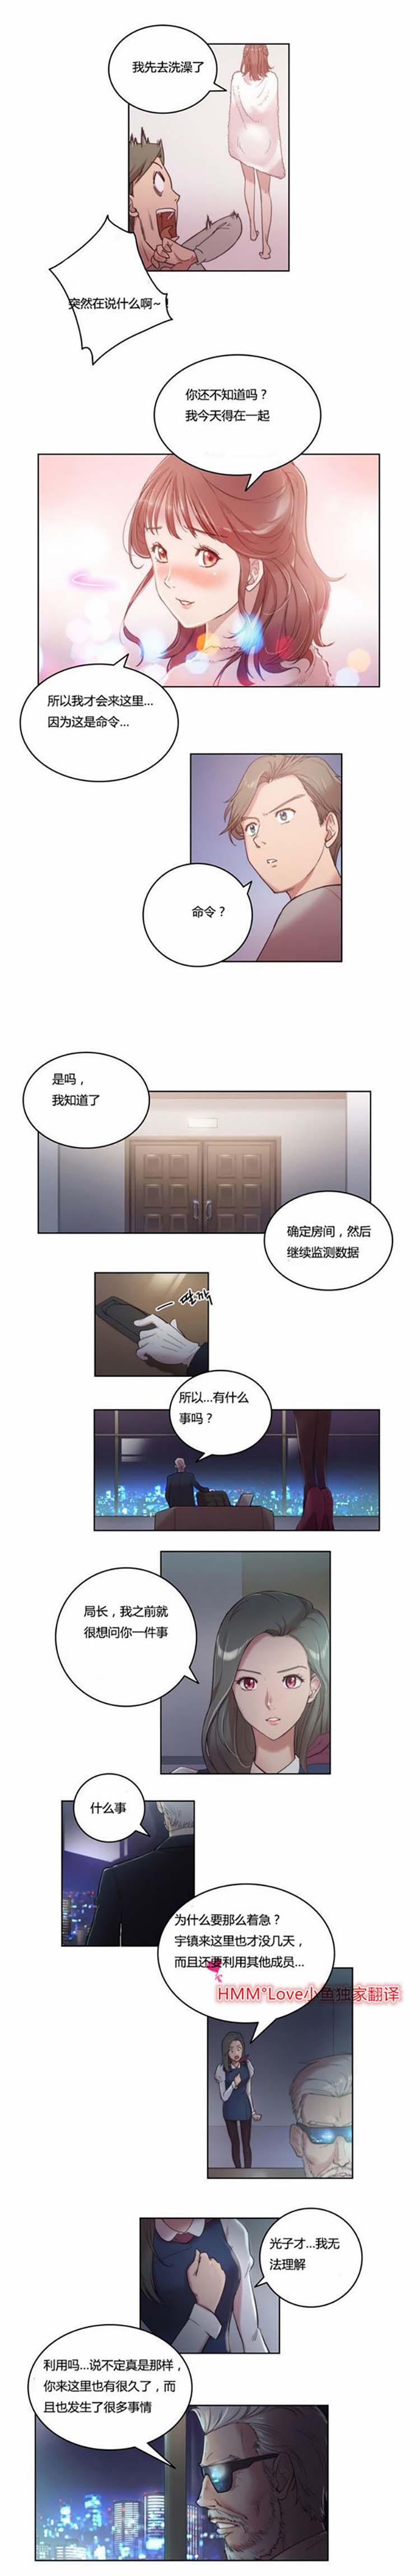 我先去洗澡了
突然在说什么啊~!
你还不知道吗？
我今天得在一起
所以我才会来这里...
因为这是命令...
命令？
是吗，
我知道了
确定房间，然后
继续监测数据
딸깍
所以...有什么
事吗？
局长，我之前就
很想问你一件事
什么事
为什么要那么着急？
宇镇来这里也才没几天，
而且还要利用其他成员...
HMM°Love小鱼独家翻译
光子才...我无
法理解
利用吗...说不定真是那样，
你来这里也有很久了，而
且也发生了很多事情